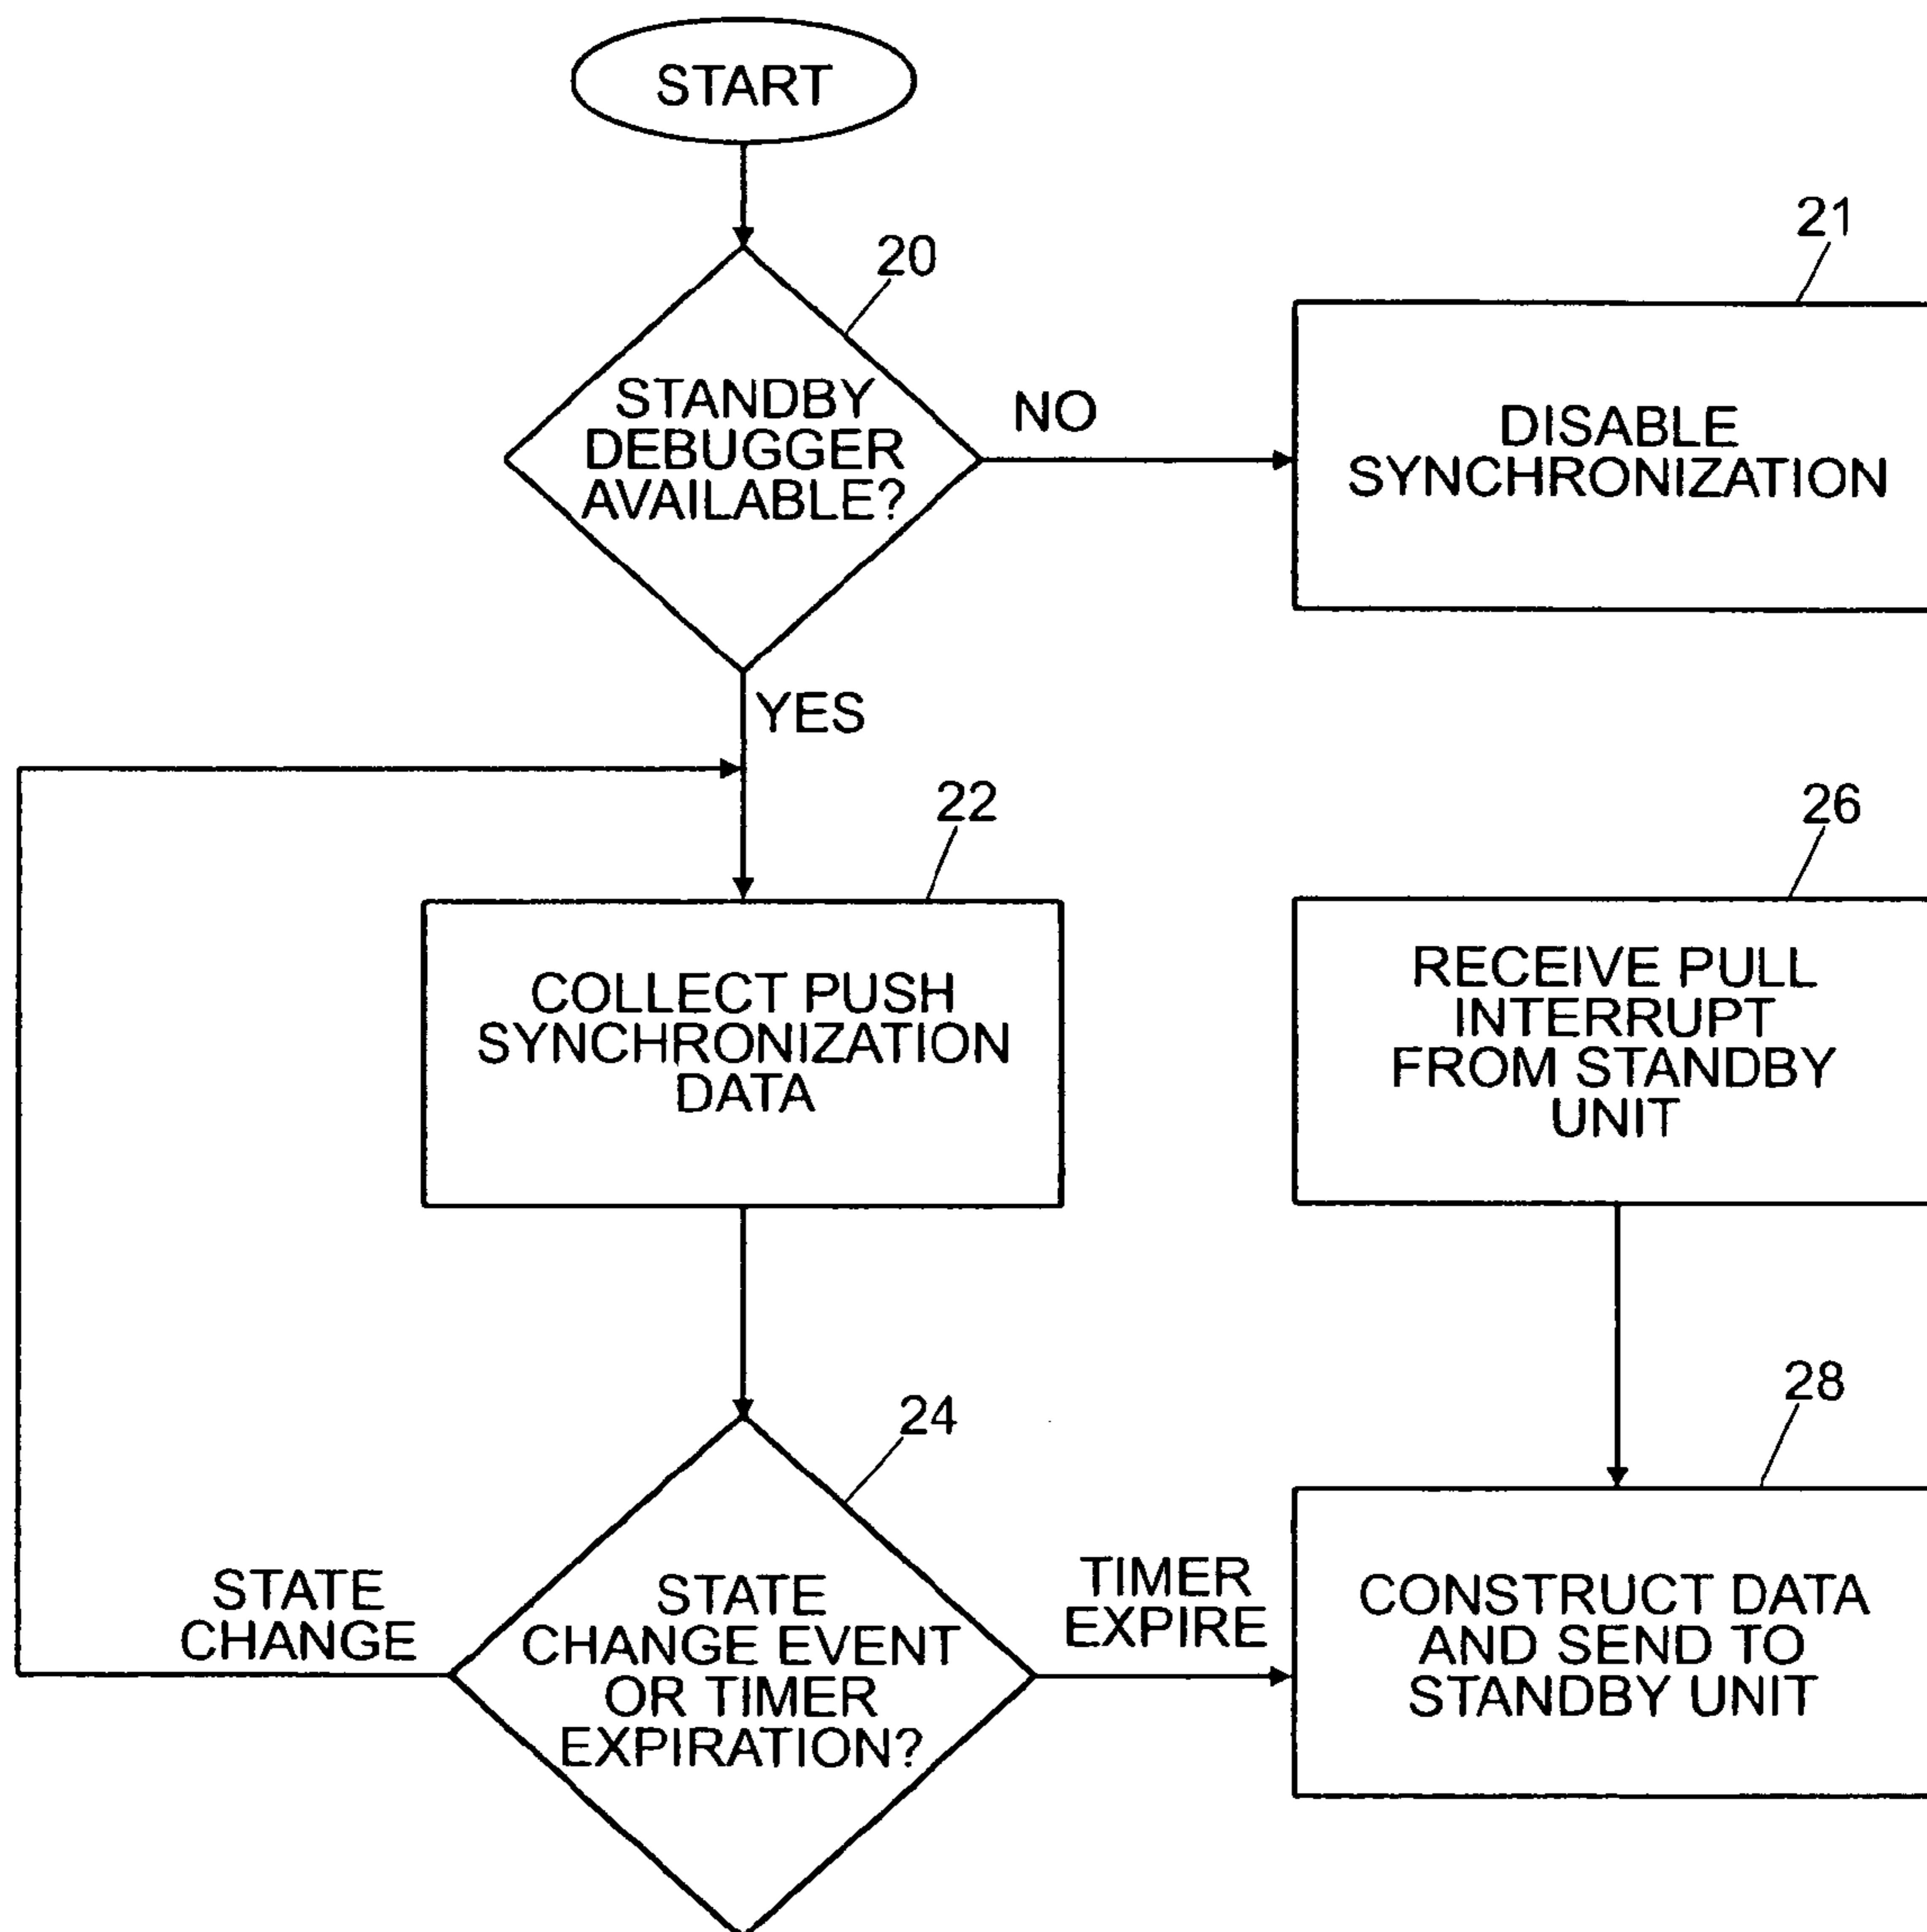 START
20
STANDBY
DEBUGGER
AVAILABLE?
NO
21
DISABLE
SYNCHRONIZATION
YES
22
COLLECT PUSH
SYNCHRONIZATION
DATA
26
RECEIVE PULL
INTERRUPT
FROM STANDBY
UNIT
24
STATE
CHANGE EVENT
OR TIMER
EXPIRATION?
STATE
CHANGE
TIMER
EXPIRE
28
CONSTRUCT DATA
AND SEND TO
STANDBY UNIT